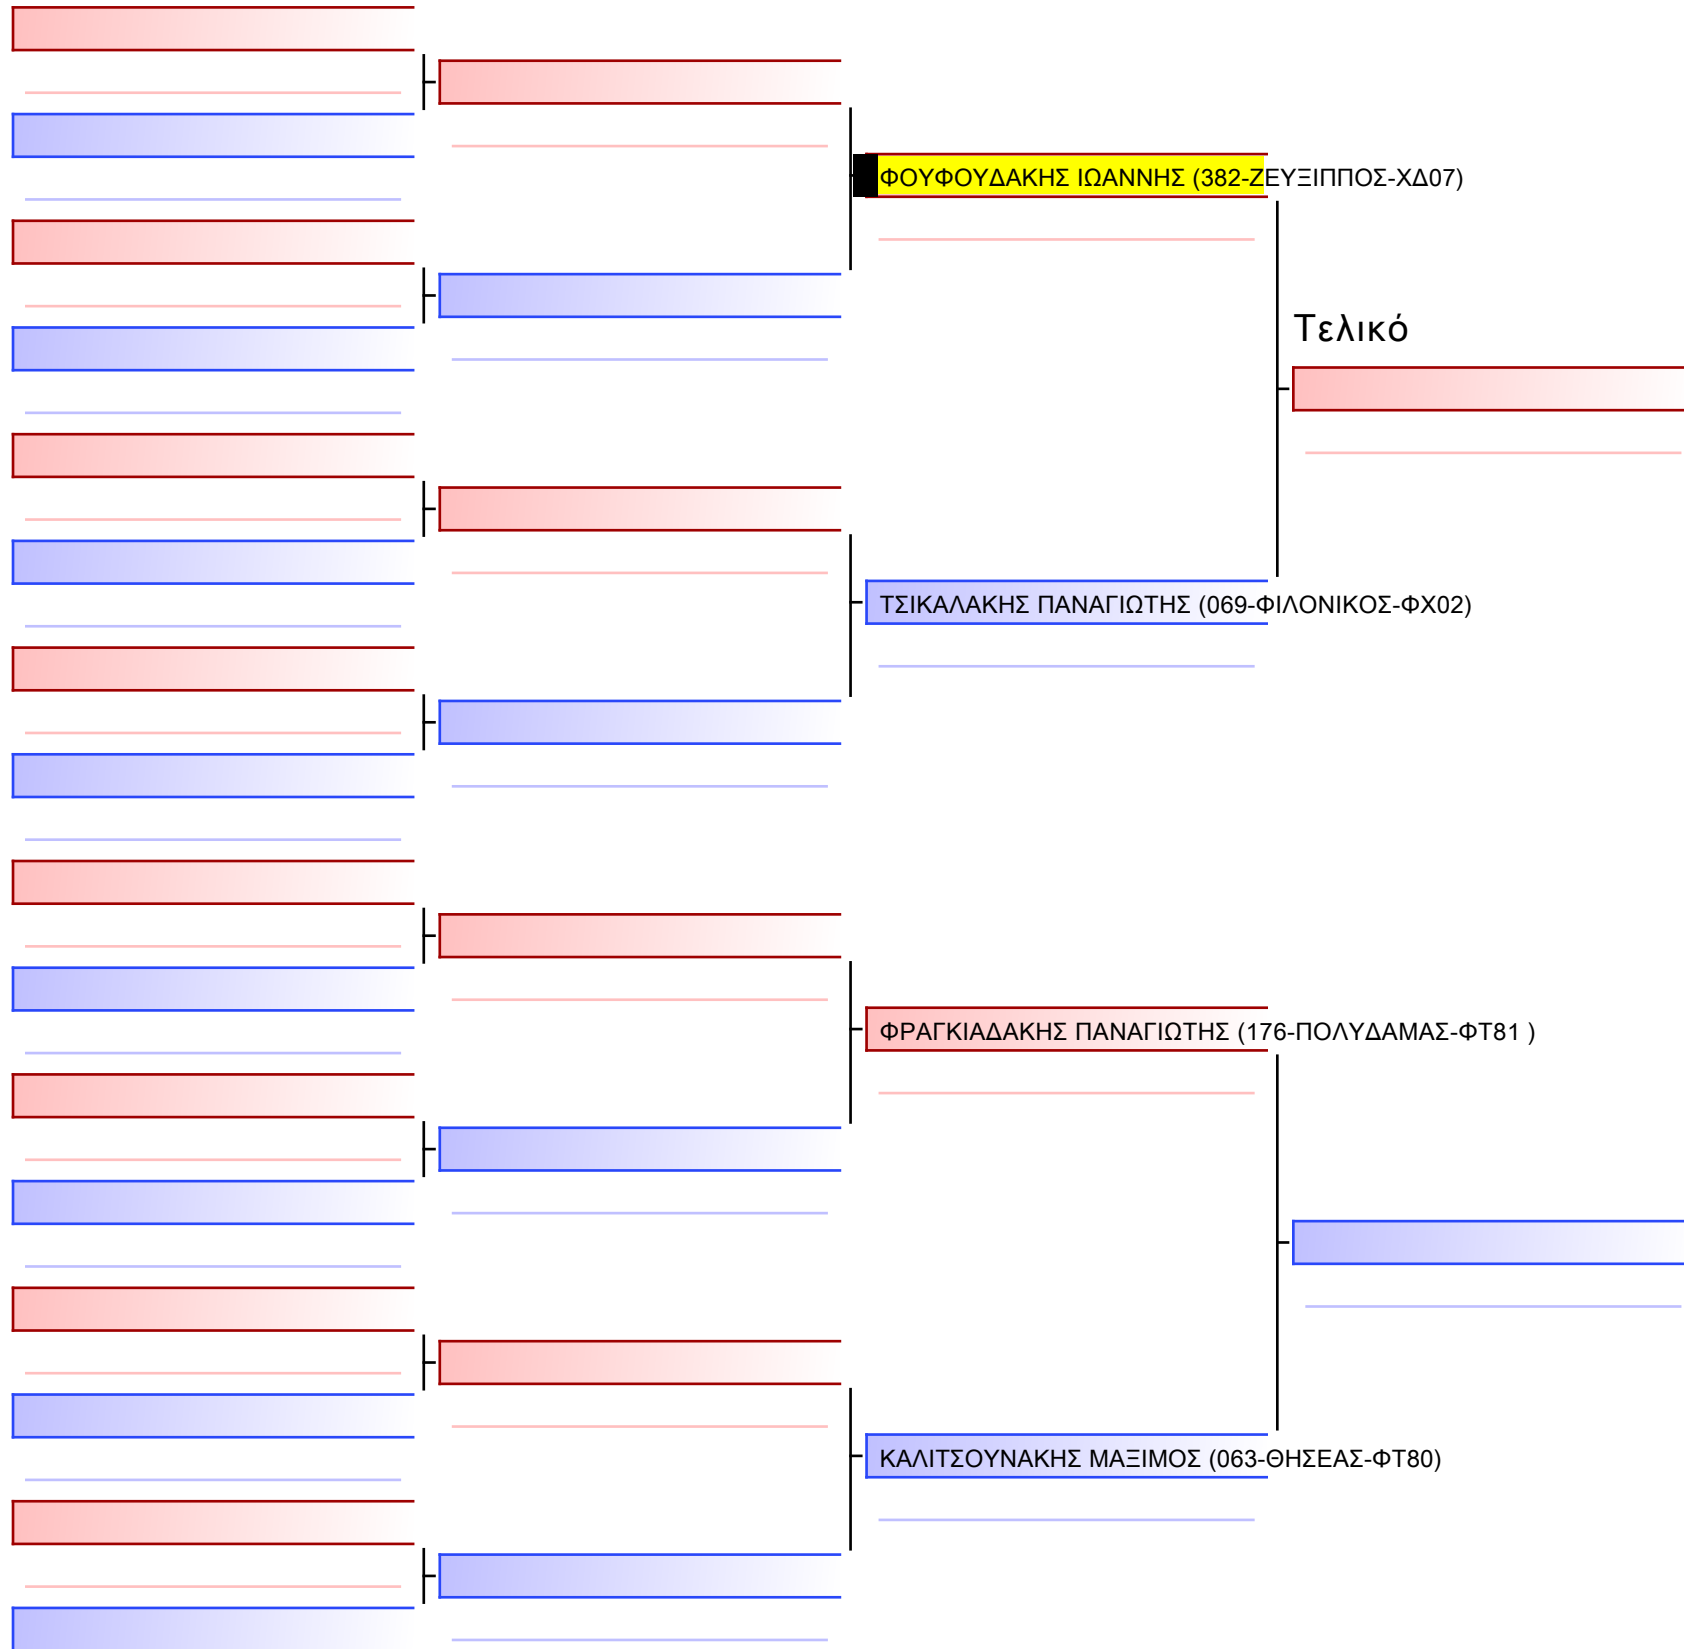 ΦΟΥΦΟΥΔΑΚΗΣ ΙΩΑΝΝΗΣ (382-ΖΕΥΞΙΠΠΟΣ-ΧΔ07)
Τελικό
ΤΣΙΚΑΛΑΚΗΣ ΠΑΝΑΓΙΩΤΗΣ (069-ΦΙΛΟΝΙΚΟΣ-ΦΧ02)
ΦΡΑΓΚΙΑΔΑΚΗΣ ΠΑΝΑΓΙΩΤΗΣ (176-ΠΟΛΥΔΑΜΑΣ-ΦΤ81 )
ΚΑΛΙΤΣΟΥΝΑΚΗΣ ΜΑΞΙΜΟΣ (063-ΘΗΣΕΑΣ-ΦΤ80)